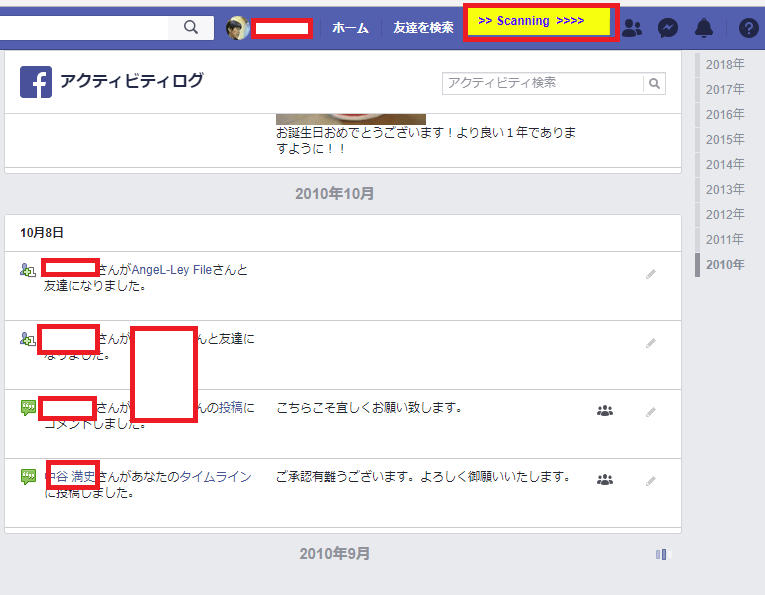 ホーム
友達を検索
>> Scanning >>>>
アクティビティログ
アクティビティ検索
2018年
2017年
2016年
2015年
2014年
2013年
2012年
2011年
2010年
お誕生日おめでとうございます！より良い１年でありま
すように！！
2010年10月
10月8日
さんがAngeL-Ley Fileさんと
友達になりました。
さんが んと友達に
なりました。
さんが んの投稿に
コメントしました。
こちらこそ宜しくお願い致します。
中谷 満史さんがあなたのタイムライン
に投稿しました。
ご承認有難うございます。よろしく御願いいたします。
2010年9月